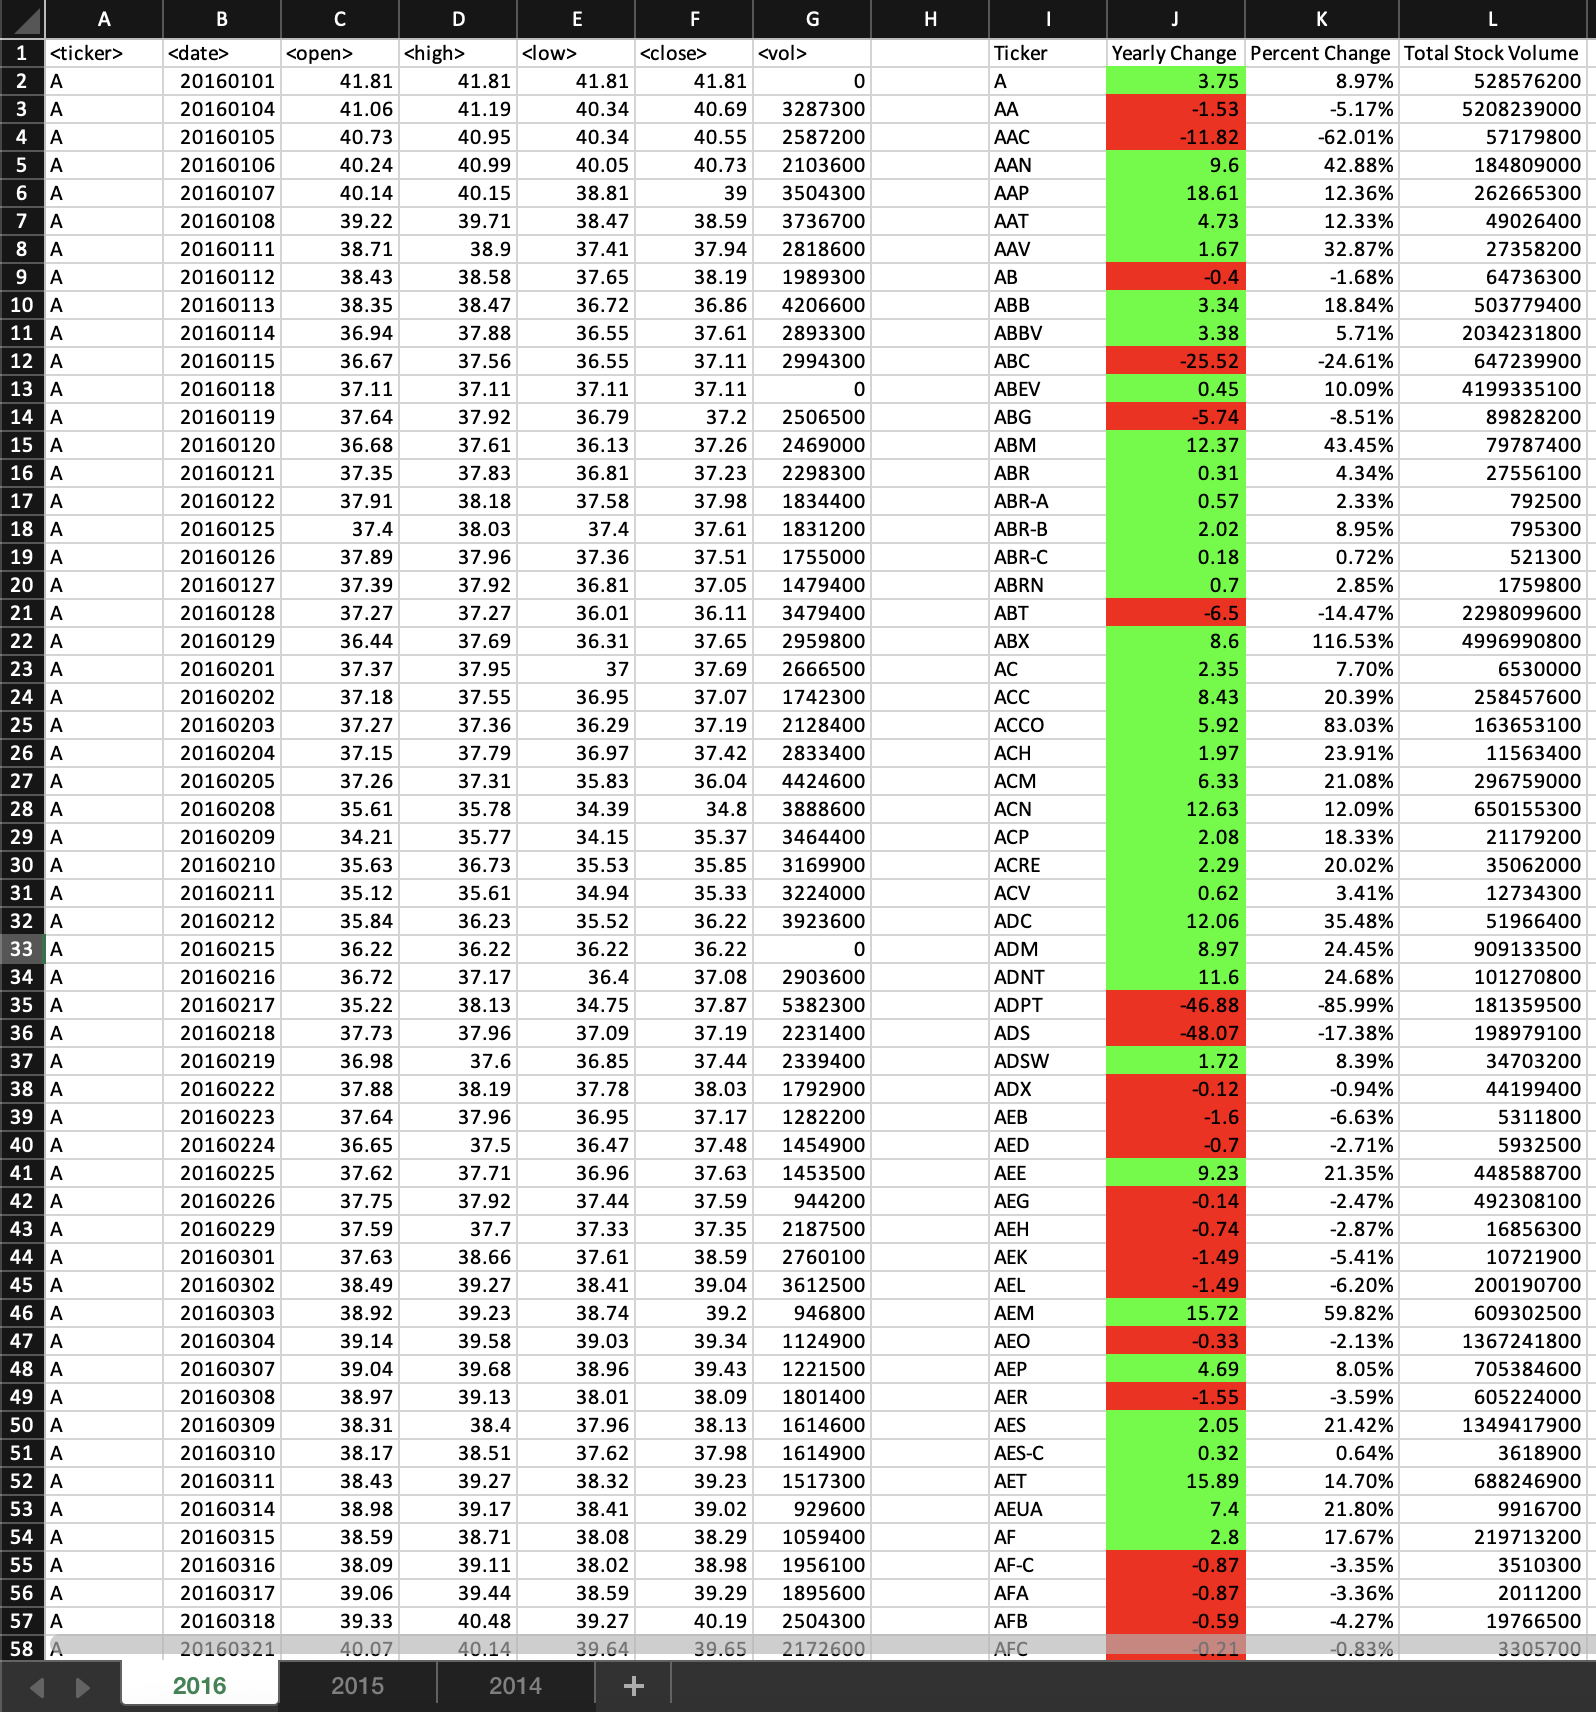 A B C D E F G H I J K L
1 <ticker> <date> <open> <high> <low> <close> <vol> Ticker Yearly Change Percent Change Total Stock Volume
2 A 20160101 41.81 41.81 41.81 41.81 0 A 3.75 8.97% 528576200
3 A 20160104 41.06 41.19 40.34 40.69 3287300 AA -1.53 -5.17% 5208239000
4 A 20160105 40.73 40.95 40.34 40.55 2587200 AAC -11.82 -62.01% 57179800
5 A 20160106 40.24 40.99 40.05 40.73 2103600 AAN 9.6 42.88% 184809000
6 A 20160107 40.14 40.15 38.81 39 3504300 AAP 18.61 12.36% 262665300
7 A 20160108 39.22 39.71 38.47 38.59 3736700 AAT 4.73 12.33% 49026400
8 A 20160111 38.71 38.9 37.41 37.94 2818600 AAV 1.67 32.87% 27358200
9 A 20160112 38.43 38.58 37.65 38.19 1989300 AB -0.4 -1.68% 64736300
10 A 20160113 38.35 38.47 36.72 36.86 4206600 ABB 3.34 18.84% 503779400
11 A 20160114 36.94 37.88 36.55 37.61 2893300 ABBV 3.38 5.71% 2034231800
12 A 20160115 36.67 37.56 36.55 37.11 2994300 ABC -25.52 -24.61% 647239900
13 A 20160118 37.11 37.11 37.11 37.11 0 ABEV 0.45 10.09% 4199335100
14 A 20160119 37.64 37.92 36.79 37.2 2506500 ABG -5.74 -8.51% 89828200
15 A 20160120 36.68 37.61 36.13 37.26 2469000 ABM 12.37 43.45% 79787400
16 A 20160121 37.35 37.83 36.81 37.23 2298300 ABR 0.31 4.34% 27556100
17 A 20160122 37.91 38.18 37.58 37.98 1834400 ABR-A 0.57 2.33% 792500
18 A 20160125 37.4 38.03 37.4 37.61 1831200 ABR-B 2.02 8.95% 795300
19 A 20160126 37.89 37.96 37.36 37.51 1755000 ABR-C 0.18 0.72% 521300
20 A 20160127 37.39 37.92 36.81 37.05 1479400 ABRN 0.7 2.85% 1759800
21 A 20160128 37.27 37.27 36.01 36.11 3479400 ABT -6.5 -14.47% 2298099600
22 A 20160129 36.44 37.69 36.31 37.65 2959800 ABX 8.6 116.53% 4996990800
23 A 20160201 37.37 37.95 37 37.69 2666500 AC 2.35 7.70% 6530000
24 A 20160202 37.18 37.55 36.95 37.07 1742300 ACC 8.43 20.39% 258457600
25 A 20160203 37.27 37.36 36.29 37.19 2128400 ACCO 5.92 83.03% 163653100
26 A 20160204 37.15 37.79 36.97 37.42 2833400 ACH 1.97 23.91% 11563400
27 A 20160205 37.26 37.31 35.83 36.04 4424600 ACM 6.33 21.08% 296759000
28 A 20160208 35.61 35.78 34.39 34.8 3888600 ACN 12.63 12.09% 650155300
29 A 20160209 34.21 35.77 34.15 35.37 3464400 ACP 2.08 18.33% 21179200
30 A 20160210 35.63 36.73 35.53 35.85 3169900 ACRE 2.29 20.02% 35062000
31 A 20160211 35.12 35.61 34.94 35.33 3224000 ACV 0.62 3.41% 12734300
32 A 20160212 35.84 36.23 35.52 36.22 3923600 ADC 12.06 35.48% 51966400
33 A 20160215 36.22 36.22 36.22 36.22 0 ADM 8.97 24.45% 909133500
34 A 20160216 36.72 37.17 36.4 37.08 2903600 ADNT 11.6 24.68% 101270800
35 A 20160217 35.22 38.13 34.75 37.87 5382300 ADPT -46.88 -85.99% 181359500
36 A 20160218 37.73 37.96 37.09 37.19 2231400 ADS -48.07 -17.38% 198979100
37 A 20160219 36.98 37.6 36.85 37.44 2339400 ADSW 1.72 8.39% 34703200
38 A 20160222 37.88 38.19 37.78 38.03 1792900 ADX -0.12 -0.94% 44199400
39 A 20160223 37.64 37.96 36.95 37.17 1282200 AEB -1.6 -6.63% 5311800
40 A 20160224 36.65 37.5 36.47 37.48 1454900 AED -0.7 -2.71% 5932500
41 A 20160225 37.62 37.71 36.96 37.63 1453500 AEE 9.23 21.35% 448588700
42 A 20160226 37.75 37.92 37.44 37.59 944200 AEG -0.14 -2.47% 492308100
43 A 20160229 37.59 37.7 37.33 37.35 2187500 AEH -0.74 -2.87% 16856300
44 A 20160301 37.63 38.66 37.61 38.59 2760100 AEK -1.49 -5.41% 10721900
45 A 20160302 38.49 39.27 38.41 39.04 3612500 AEL -1.49 -6.20% 200190700
46 A 20160303 38.92 39.23 38.74 39.2 946800 AEM 15.72 59.82% 609302500
47 A 20160304 39.14 39.58 39.03 39.34 1124900 AEO -0.33 -2.13% 1367241800
48 A 20160307 39.04 39.68 38.96 39.43 1221500 AEP 4.69 8.05% 705384600
49 A 20160308 38.97 39.13 38.01 38.09 1801400 AER -1.55 -3.59% 605224000
50 A 20160309 38.31 38.4 37.96 38.13 1614600 AES 2.05 21.42% 1349417900
51 A 20160310 38.17 38.51 37.62 37.98 1614900 AES-C 0.32 0.64% 3618900
52 A 20160311 38.43 39.27 38.32 39.23 1517300 AET 15.89 14.70% 688246900
53 A 20160314 38.98 39.17 38.41 39.02 929600 AEUA 7.4 21.80% 9916700
54 A 20160315 38.59 38.71 38.08 38.29 1059400 AF 2.8 17.67% 219713200
55 A 20160316 38.09 39.11 38.02 38.98 1956100 AF-C -0.87 -3.35% 3510300
56 A 20160317 39.06 39.44 38.59 39.29 1895600 AFA -0.87 -3.36% 2011200
57 A 20160318 39.33 40.48 39.27 40.19 2504300 AFB -0.59 -4.27% 19766500
58 A 20160321 40.07 40.14 39.64 39.65 2172600 AFC -0.21 -0.83% 3305700
2016 2015 2014 +